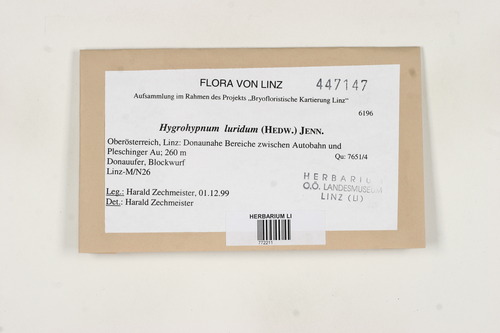 FLORA VON LINZ
447147
Aufsammlung im Rahmen des Projekts „Bryofloristische Kartierung Linz"
6196
Hygrohypnum luridum (HEDW.) JENN.
Oberösterreich, Linz: Donaunahe Bereiche zwischen Autobahn und
Pleschinger Au; 260 m
Qu: 7651/4
Donauufer, Blockwurf
Linz-M/N26
HERBARIUM
O.Ö. LANDESMUSEUM
LINZ (LI)
Leg.: Harald Zechmeister, 01.12.99
Det.: Harald Zechmeister
HERBARIUM LI
772211